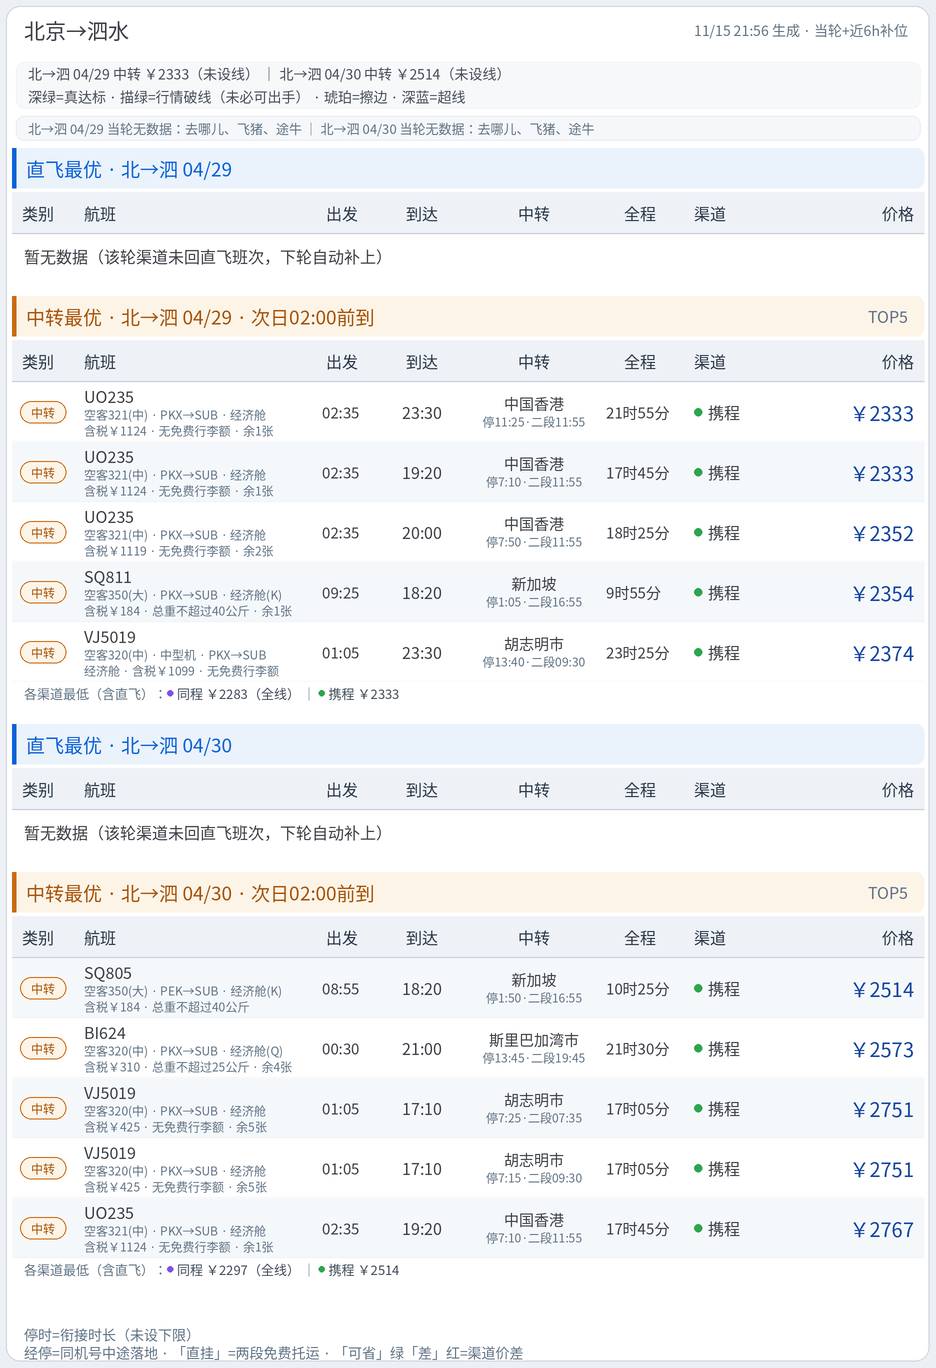 北京→泗水
11/15 21:56 生成 · 当轮+近6h补位
北→泗 04/29 中转 ￥2333（未设线） ｜ 北→泗 04/30 中转 ￥2514（未设线）
深绿=真达标 · 描绿=行情破线（未必可出手） · 琥珀=擦边 · 深蓝=超线
北→泗 04/29 当轮无数据：去哪儿、飞猪、途牛 ｜ 北→泗 04/30 当轮无数据：去哪儿、飞猪、途牛
直飞最优 · 北→泗 04/29
类别 航班 出发 到达 中转 全程 渠道 价格
暂无数据（该轮渠道未回直飞班次，下轮自动补上）
中转最优 · 北→泗 04/29 · 次日02:00前到 TOP5
类别 航班 出发 到达 中转 全程 渠道 价格
UO235
中转 空客321(中) · PKX→SUB · 经济舱 02:35 23:30 中国香港 21时55分 携程 ￥2333
含税￥1124 · 无免费行李额 · 余1张 停11:25·二段11:55
UO235
中转 空客321(中) · PKX→SUB · 经济舱 02:35 19:20 中国香港 17时45分 携程 ￥2333
含税￥1124 · 无免费行李额 · 余1张 停7:10·二段11:55
UO235
中转 空客321(中) · PKX→SUB · 经济舱 02:35 20:00 中国香港 18时25分 携程 ￥2352
含税￥1119 · 无免费行李额 · 余2张 停7:50·二段11:55
SQ811
中转 空客350(大) · PKX→SUB · 经济舱(K) 09:25 18:20 新加坡 9时55分 携程 ￥2354
含税￥184 · 总重不超过40公斤 · 余1张 停1:05·二段16:55
VJ5019
中转 空客320(中) · 中型机 · PKX→SUB 01:05 23:30 胡志明市 23时25分 携程 ￥2374
经济舱 · 含税￥1099 · 无免费行李额 停13:40·二段09:30
各渠道最低（含直飞）： 同程 ￥2283（全线） ｜ 携程 ￥2333
直飞最优 · 北→泗 04/30
类别 航班 出发 到达 中转 全程 渠道 价格
暂无数据（该轮渠道未回直飞班次，下轮自动补上）
中转最优 · 北→泗 04/30 · 次日02:00前到 TOP5
类别 航班 出发 到达 中转 全程 渠道 价格
SQ805
中转 空客350(大) · PEK→SUB · 经济舱(K) 08:55 18:20 新加坡 10时25分 携程 ￥2514
含税￥184 · 总重不超过40公斤 停1:50·二段16:55
BI624
中转 空客320(中) · PKX→SUB · 经济舱(Q) 00:30 21:00 斯里巴加湾市 21时30分 携程 ￥2573
含税￥310 · 总重不超过25公斤 · 余4张 停13:45·二段19:45
VJ5019
中转 空客320(中) · PKX→SUB · 经济舱 01:05 17:10 胡志明市 17时05分 携程 ￥2751
含税￥425 · 无免费行李额 · 余5张 停7:25·二段07:35
VJ5019
中转 空客320(中) · PKX→SUB · 经济舱 01:05 17:10 胡志明市 17时05分 携程 ￥2751
含税￥425 · 无免费行李额 · 余5张 停7:15·二段09:30
UO235
中转 空客321(中) · PKX→SUB · 经济舱 02:35 19:20 中国香港 17时45分 携程 ￥2767
含税￥1124 · 无免费行李额 · 余1张 停7:10·二段11:55
各渠道最低（含直飞）： 同程 ￥2297（全线） ｜ 携程 ￥2514
停时=衔接时长（未设下限）
经停=同机号中途落地 · 「直挂」=两段免费托运 · 「可省」绿「差」红=渠道价差